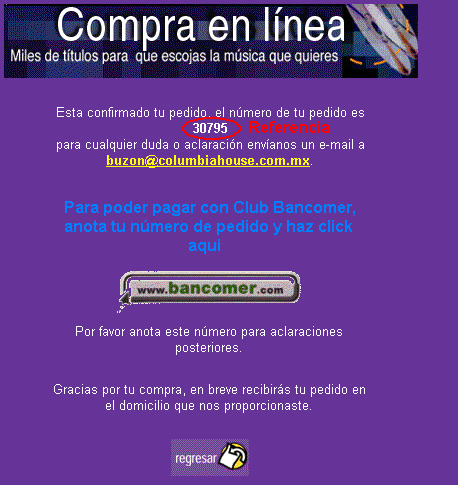 Compra en línea
Miles de títulos para que escojas la música que quieres
Esta confirmado tu pedido. el número de tu pedido es
30795 Referencia
para cualquier duda o aclaración envíanos un e-mail a
buzon@columbiahouse.com.mx.
Para poder pagar con Club Bancomer,
anota tu número de pedido y haz click
aqui
www.bancomer.com
Por favor anota este número para aclaraciones
posteriores.
Gracias por tu compra, en breve recibirás tu pedido en
el domicilio que nos proporcionaste.
regresar